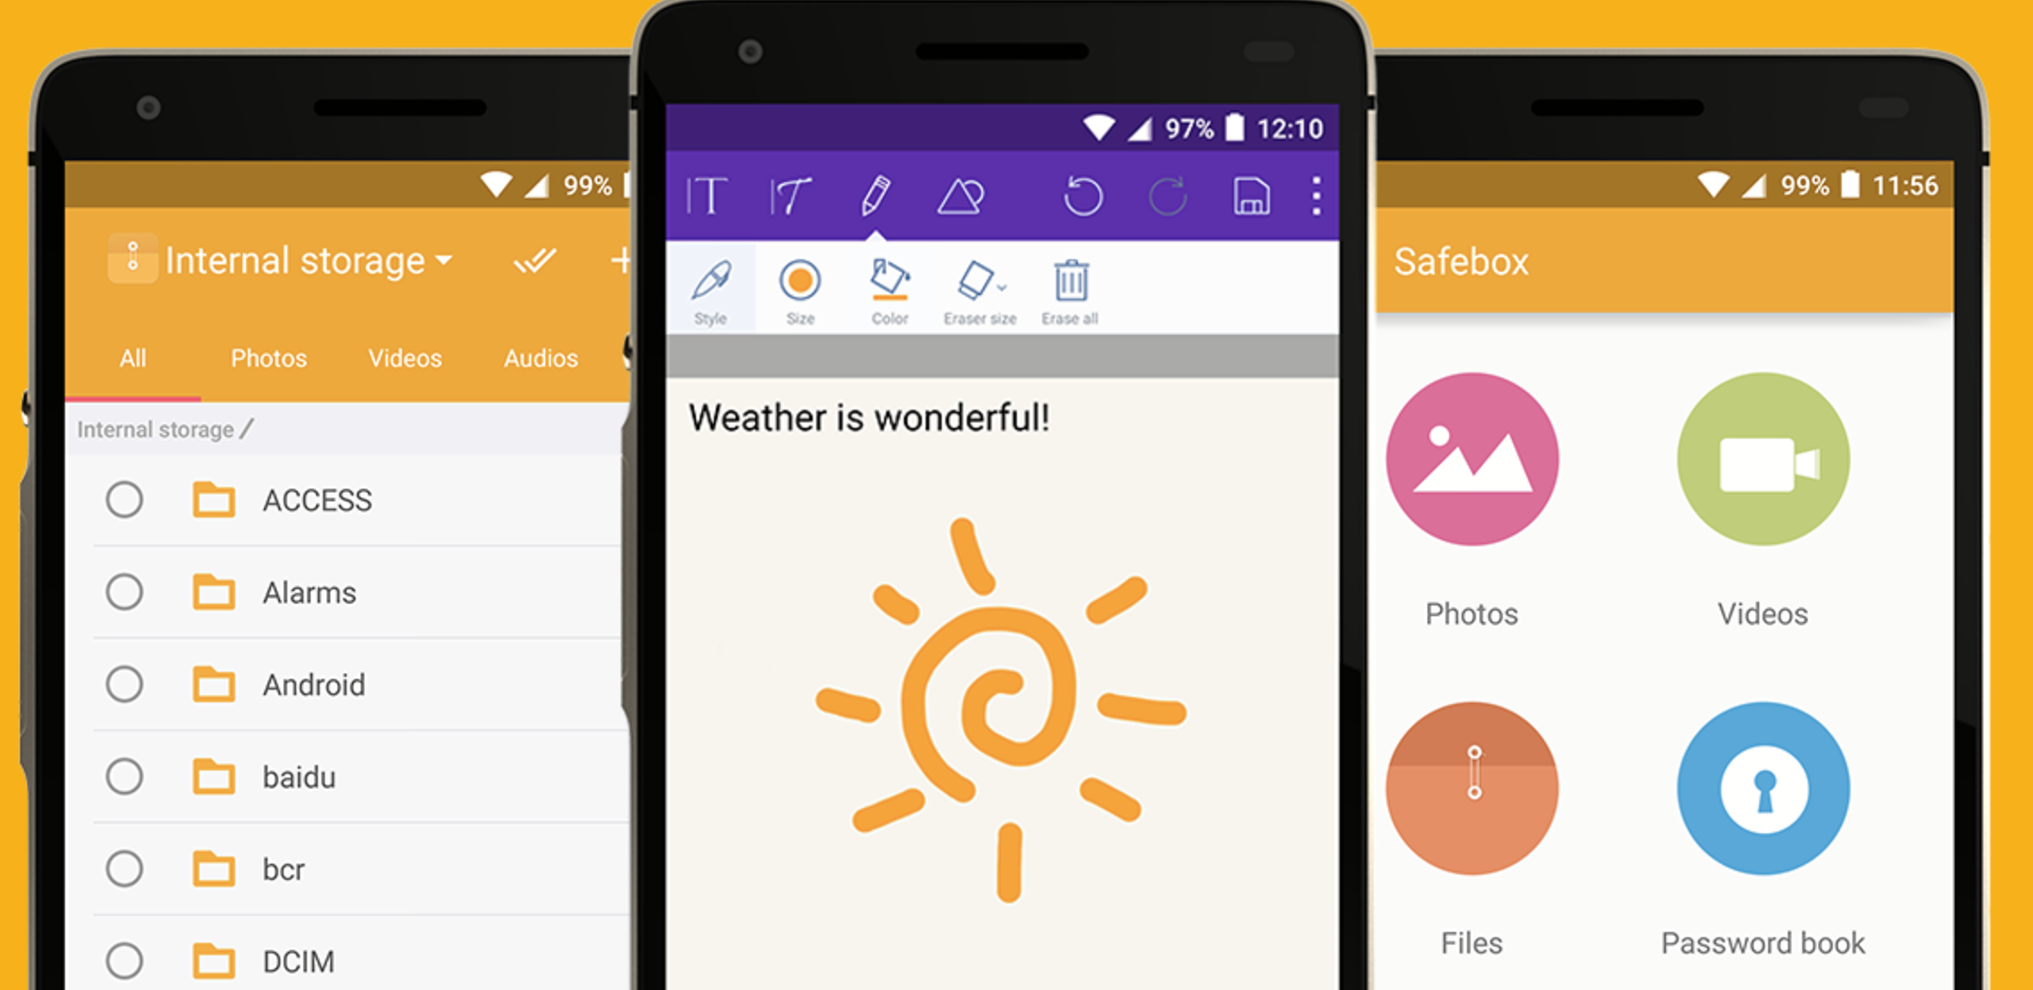 99%
Internal storage
All Photos Videos Audios
Internal storage /
ACCESS
Alarms
Android
baidu
bcr
DCIM
97% 12:10
T T
Style Size Color Eraser size Erase all
Weather is wonderful!
99% 11:56
Safebox
Photos Videos
Files Password book